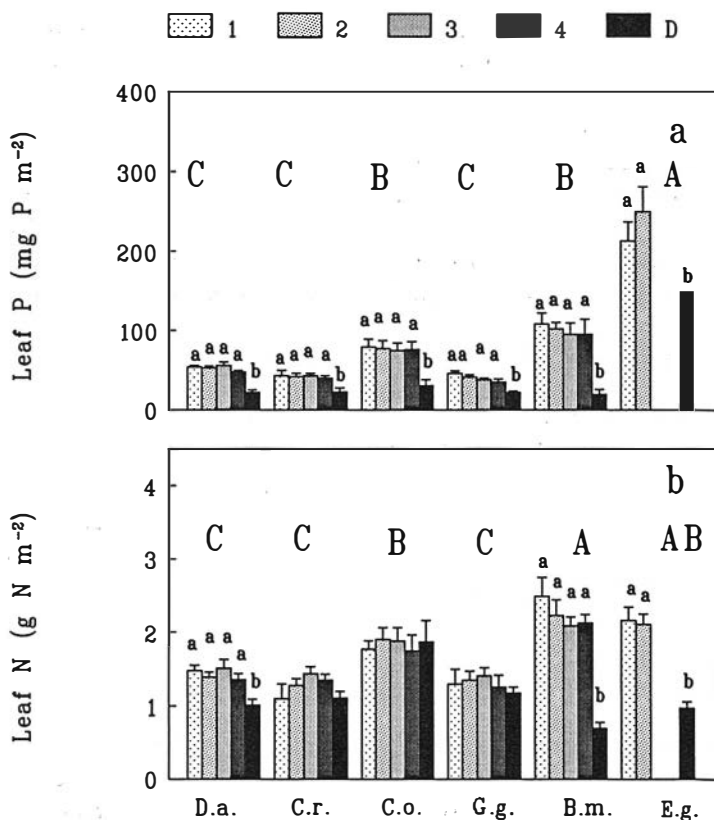 1 2 3 4 D
400
300
200
100
0
Leaf P (mg P m⁻²)
a
C C B C B A
a a a a b
a a a a b
a a a a b
a a a a b
a a a a b
a a b
4
3
2
1
0
Leaf N (g N m⁻²)
b
C C B C A AB
a a a a b
a a a a b
a a b
D.a. C.r. C.o. G.g. B.m. E.g.